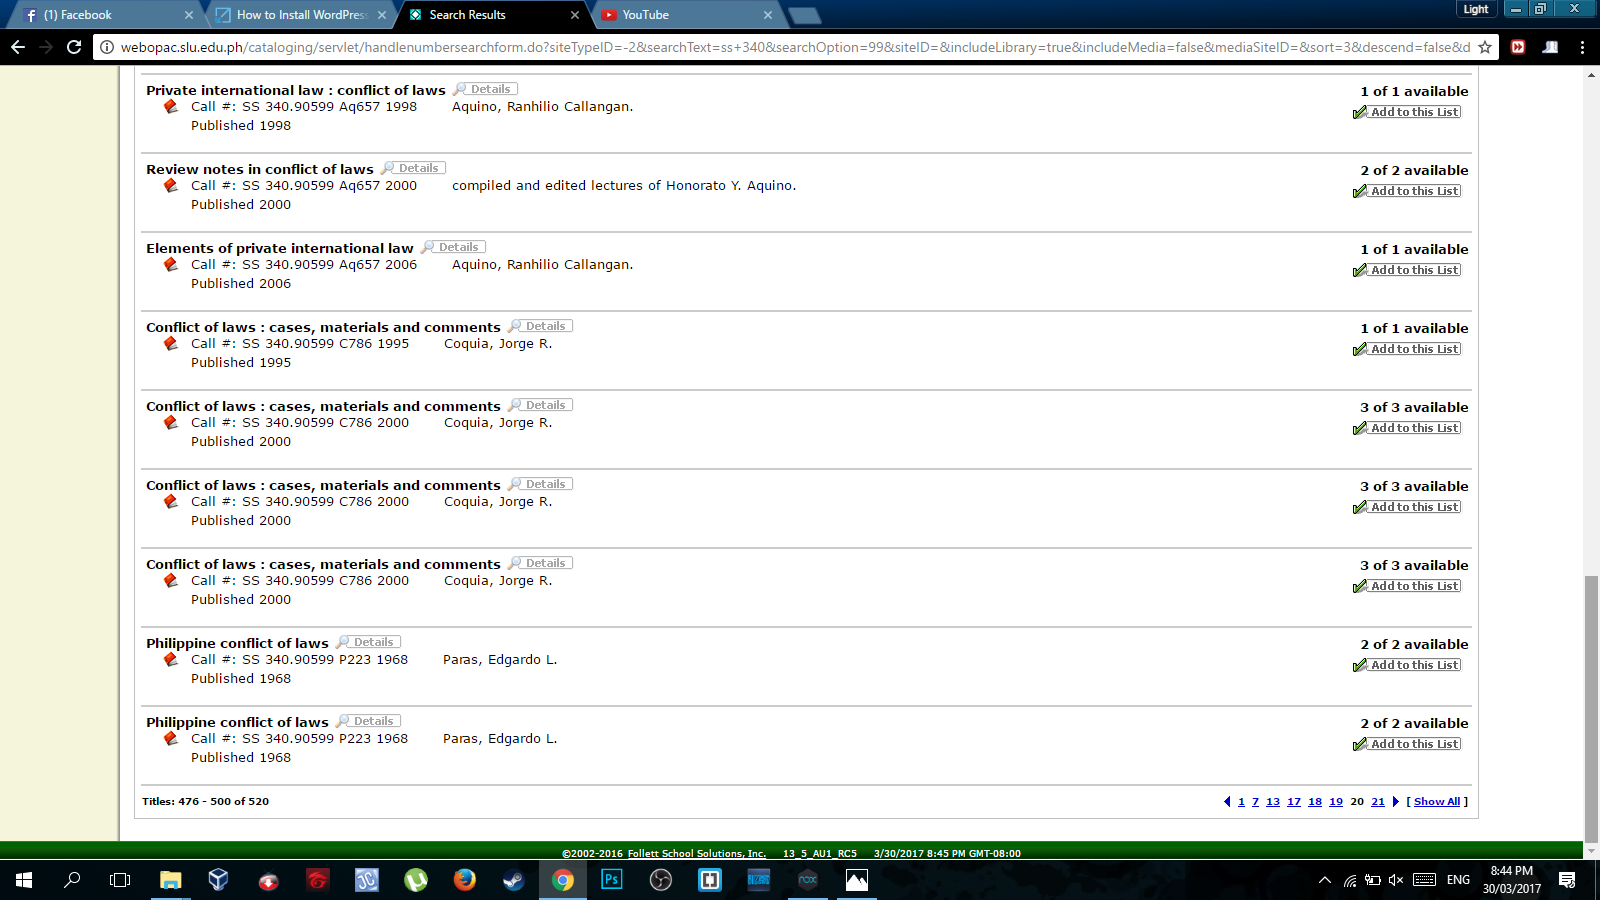 (1) Facebook
How to Install WordPress
Search Results
YouTube
Light
webopac.slu.edu.ph/cataloging/servlet/handlenumbersearchform.do?siteTypeID=-2&searchText=ss+340&searchOption=99&siteID=&includeLibrary=true&includeMedia=false&mediaSiteID=&sort=3&descend=false&d
Private international law : conflict of laws Details 1 of 1 available
Call #: SS 340.90599 Aq657 1998 Aquino, Ranhilio Callangan. Add to this List
Published 1998
Review notes in conflict of laws Details 2 of 2 available
Call #: SS 340.90599 Aq657 2000 compiled and edited lectures of Honorato Y. Aquino. Add to this List
Published 2000
Elements of private international law Details 1 of 1 available
Call #: SS 340.90599 Aq657 2006 Aquino, Ranhilio Callangan. Add to this List
Published 2006
Conflict of laws : cases, materials and comments Details 1 of 1 available
Call #: SS 340.90599 C786 1995 Coquia, Jorge R. Add to this List
Published 1995
Conflict of laws : cases, materials and comments Details 3 of 3 available
Call #: SS 340.90599 C786 2000 Coquia, Jorge R. Add to this List
Published 2000
Conflict of laws : cases, materials and comments Details 3 of 3 available
Call #: SS 340.90599 C786 2000 Coquia, Jorge R. Add to this List
Published 2000
Conflict of laws : cases, materials and comments Details 3 of 3 available
Call #: SS 340.90599 C786 2000 Coquia, Jorge R. Add to this List
Published 2000
Philippine conflict of laws Details 2 of 2 available
Call #: SS 340.90599 P223 1968 Paras, Edgardo L. Add to this List
Published 1968
Philippine conflict of laws Details 2 of 2 available
Call #: SS 340.90599 P223 1968 Paras, Edgardo L. Add to this List
Published 1968
Titles: 476 - 500 of 520 1 7 13 17 18 19 20 21 [ Show All ]
©2002-2016 Follett School Solutions, Inc. 13_5_AU1_RC5 3/30/2017 8:45 PM GMT-08:00
Ps
nox
ENG
8:44 PM
30/03/2017